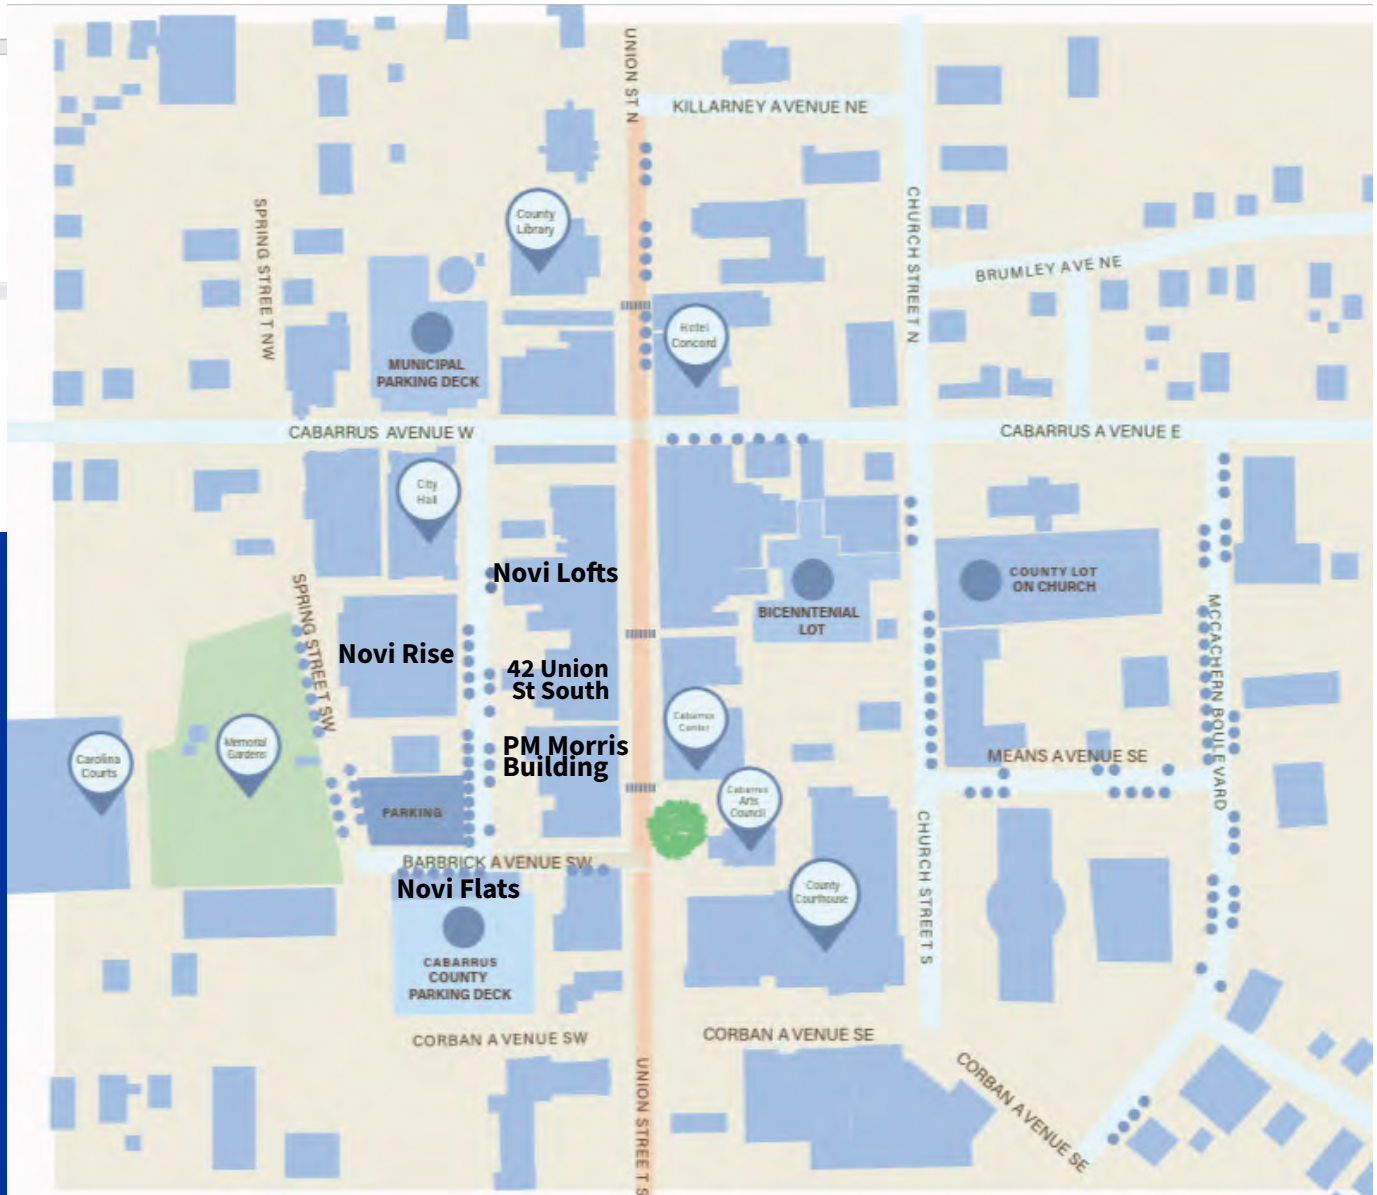 UNION ST N
KILLARNEY AVENUE NE
SPRING STREET NW
County
Library
CHURCH STREET N
BRUMLEY AVE NE
Hotel
Concord
MUNICIPAL
PARKING DECK
CABARRUS AVENUE W
CABARRUS AVENUE E
City
Hall
Novi Lofts
COUNTY LOT
ON CHURCH
BICENNTENIAL
LOT
SPRING STREET SW
Novi Rise
42 Union
St South
MCCACHERN BOULEVARD
Cabarrus
Center
Memorial
Gardens
PM Morris
Building
MEANS AVENUE SE
Carolina
Courts
Cabarrus
Arts
Council
PARKING
CHURCH STREET S
BARBRICK AVENUE SW
Novi Flats
County
Courthouse
CABARRUS
COUNTY
PARKING DECK
CORBAN AVENUE SW
CORBAN AVENUE SE
CORBAN AVENUE SE
UNION STREET S